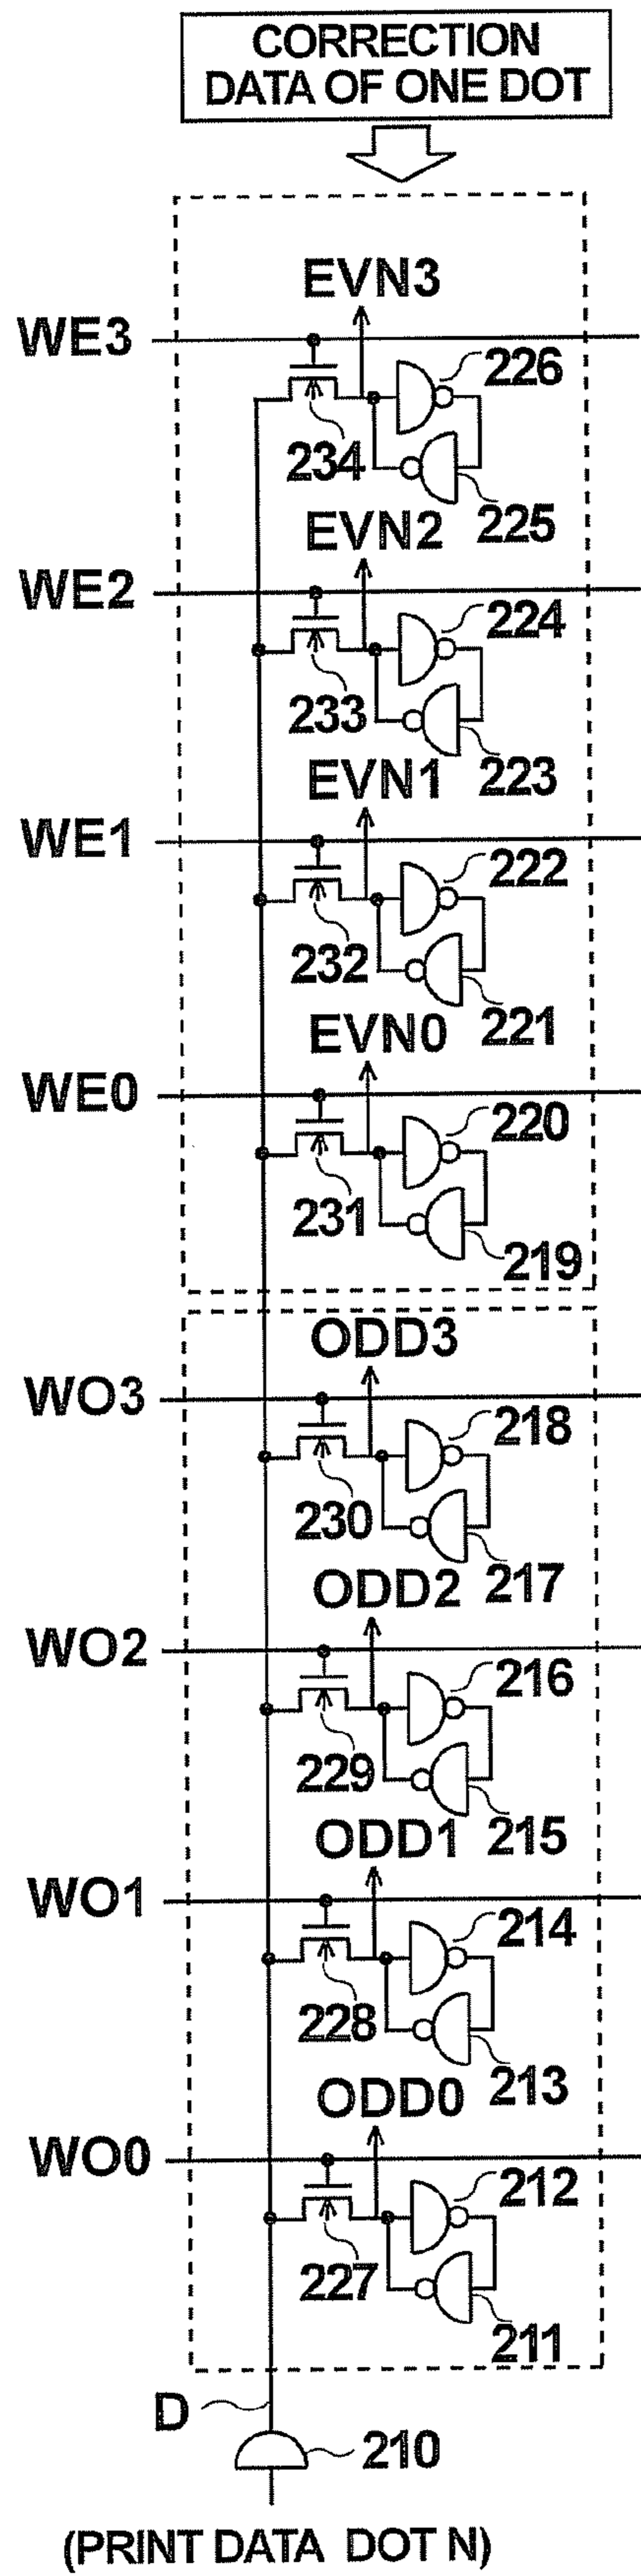 CORRECTION
DATA OF ONE DOT
EVN3
WE3
226
234
225
EVN2
WE2
224
233
223
EVN1
WE1
222
232
221
EVN0
WE0
220
231
219
ODD3
WO3
218
230
217
ODD2
WO2
216
229
215
ODD1
WO1
214
228
213
ODD0
WO0
212
227
211
D
210
(PRINT DATA DOT N)